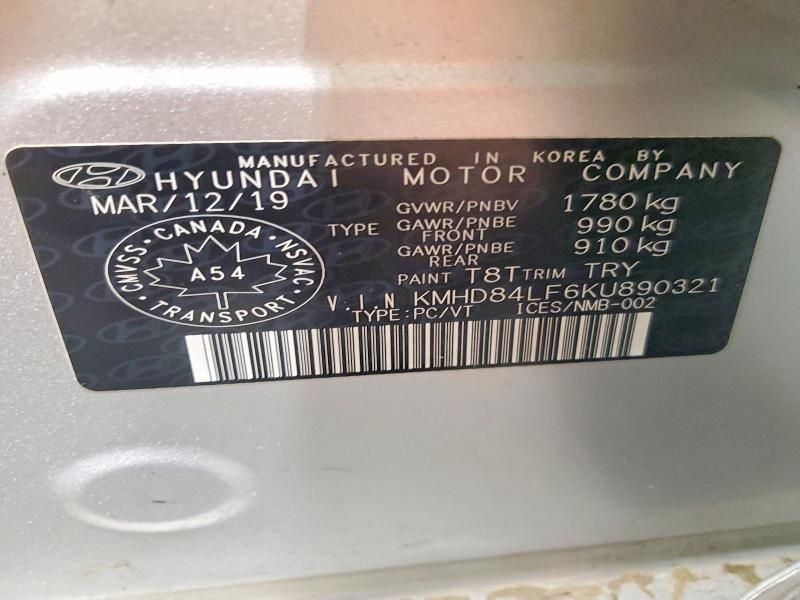 MANUFACTURED IN KOREA BY
HYUNDAI MOTOR COMPANY
MAR/12/19
TYPE
GVWR/PNBV 1780 kg
GAWR/PNBE FRONT 990 kg
GAWR/PNBE REAR 910 kg
PAINT T8T TRIM TRY
V.I.N KMHD84LF6KU890321
TYPE:PC/VT ICES/NMB-002
CMVSS · CANADA · NSVAC
A54
· TRANSPORT ·